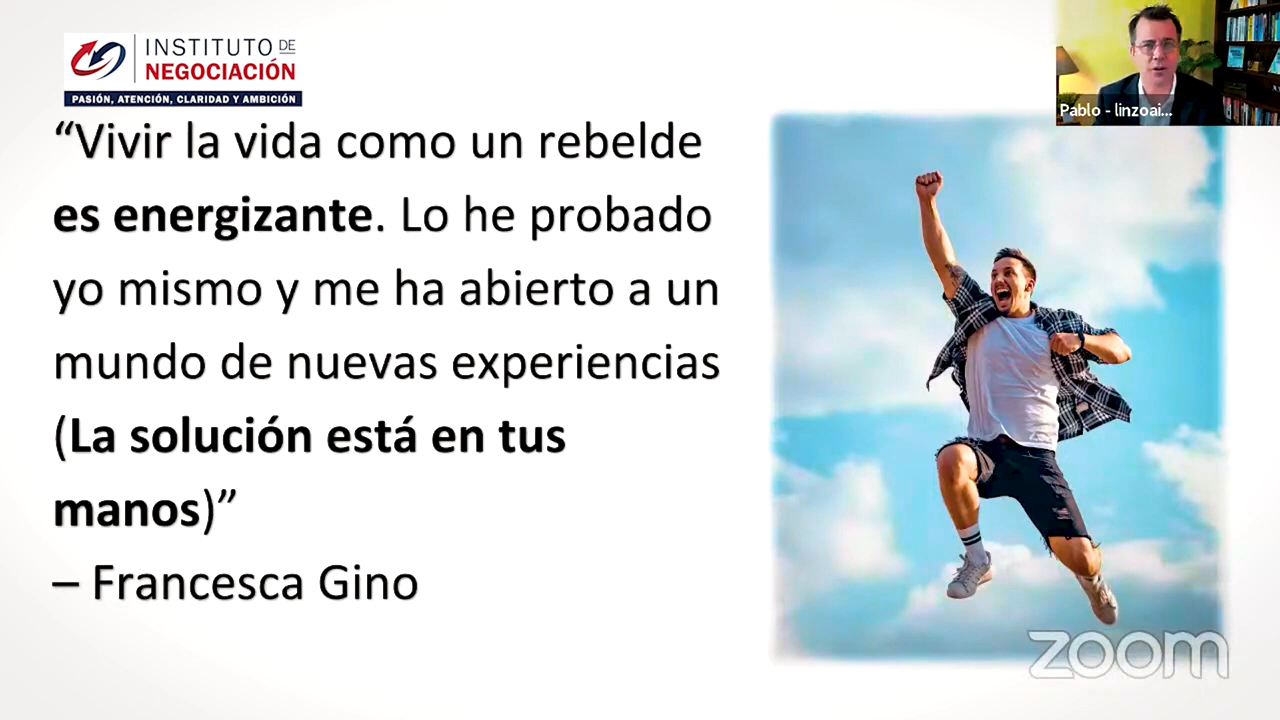 INSTITUTO DE
NEGOCIACIÓN
PASIÓN, ATENCIÓN, CLARIDAD Y AMBICIÓN
Pablo - linzoai...
“Vivir la vida como un rebelde
es energizante. Lo he probado
yo mismo y me ha abierto a un
mundo de nuevas experiencias
(La solución está en tus
manos)”
– Francesca Gino
zoom